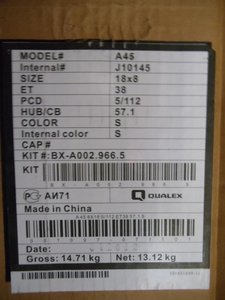 MODEL# A45
Internal# J10145
SIZE 18x8
ET 38
PCD 5/112
HUB/CB 57.1
COLOR S
Internal color S
CAP #
KIT #:BX-A002.966.5
KIT
АИ71 QUALEX
Made in China
Date:
Gross: 14.71 kg Net: 13.12 kg